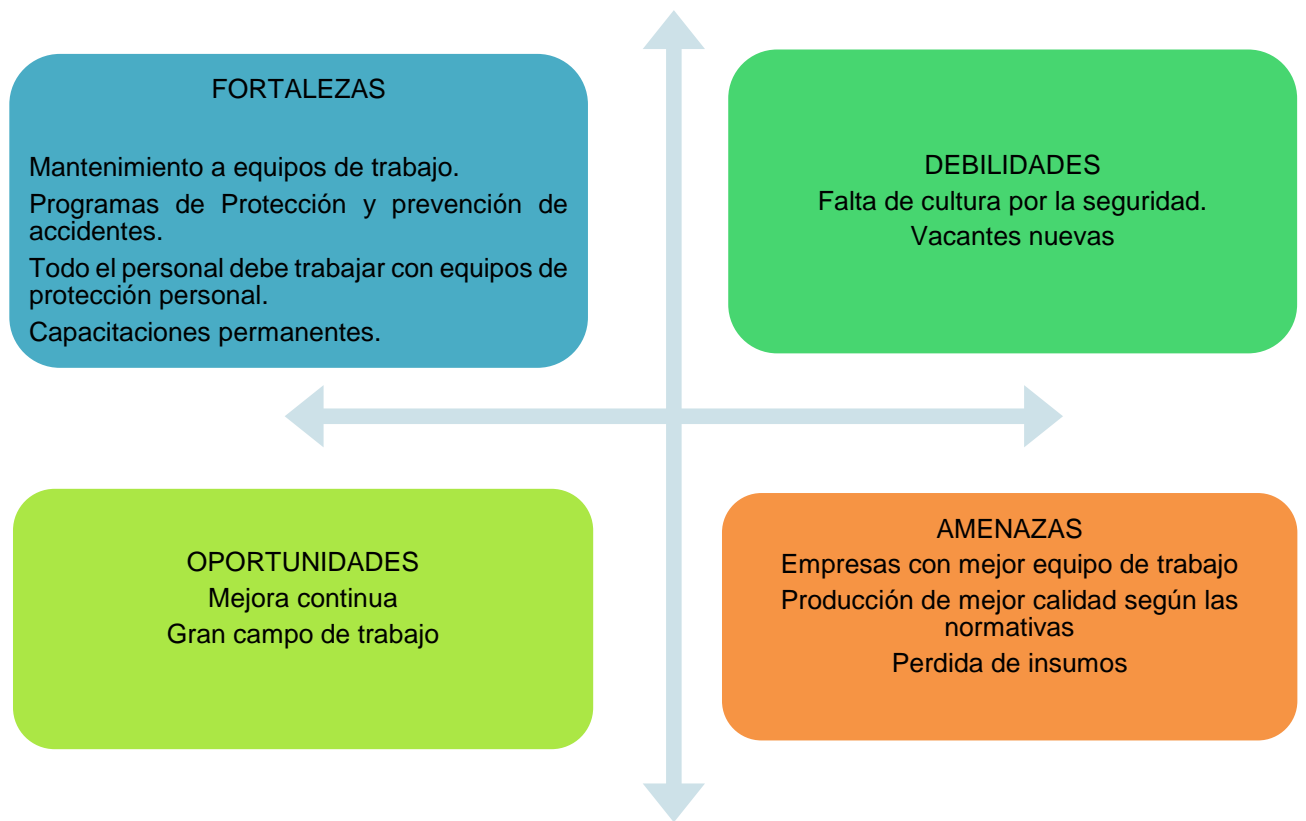 FORTALEZAS
Mantenimiento a equipos de trabajo.
Programas de Protección y prevención de
accidentes.
Todo el personal debe trabajar con equipos de
protección personal.
Capacitaciones permanentes.
DEBILIDADES
Falta de cultura por la seguridad.
Vacantes nuevas
OPORTUNIDADES
Mejora continua
Gran campo de trabajo
AMENAZAS
Empresas con mejor equipo de trabajo
Producción de mejor calidad según las
normativas
Perdida de insumos